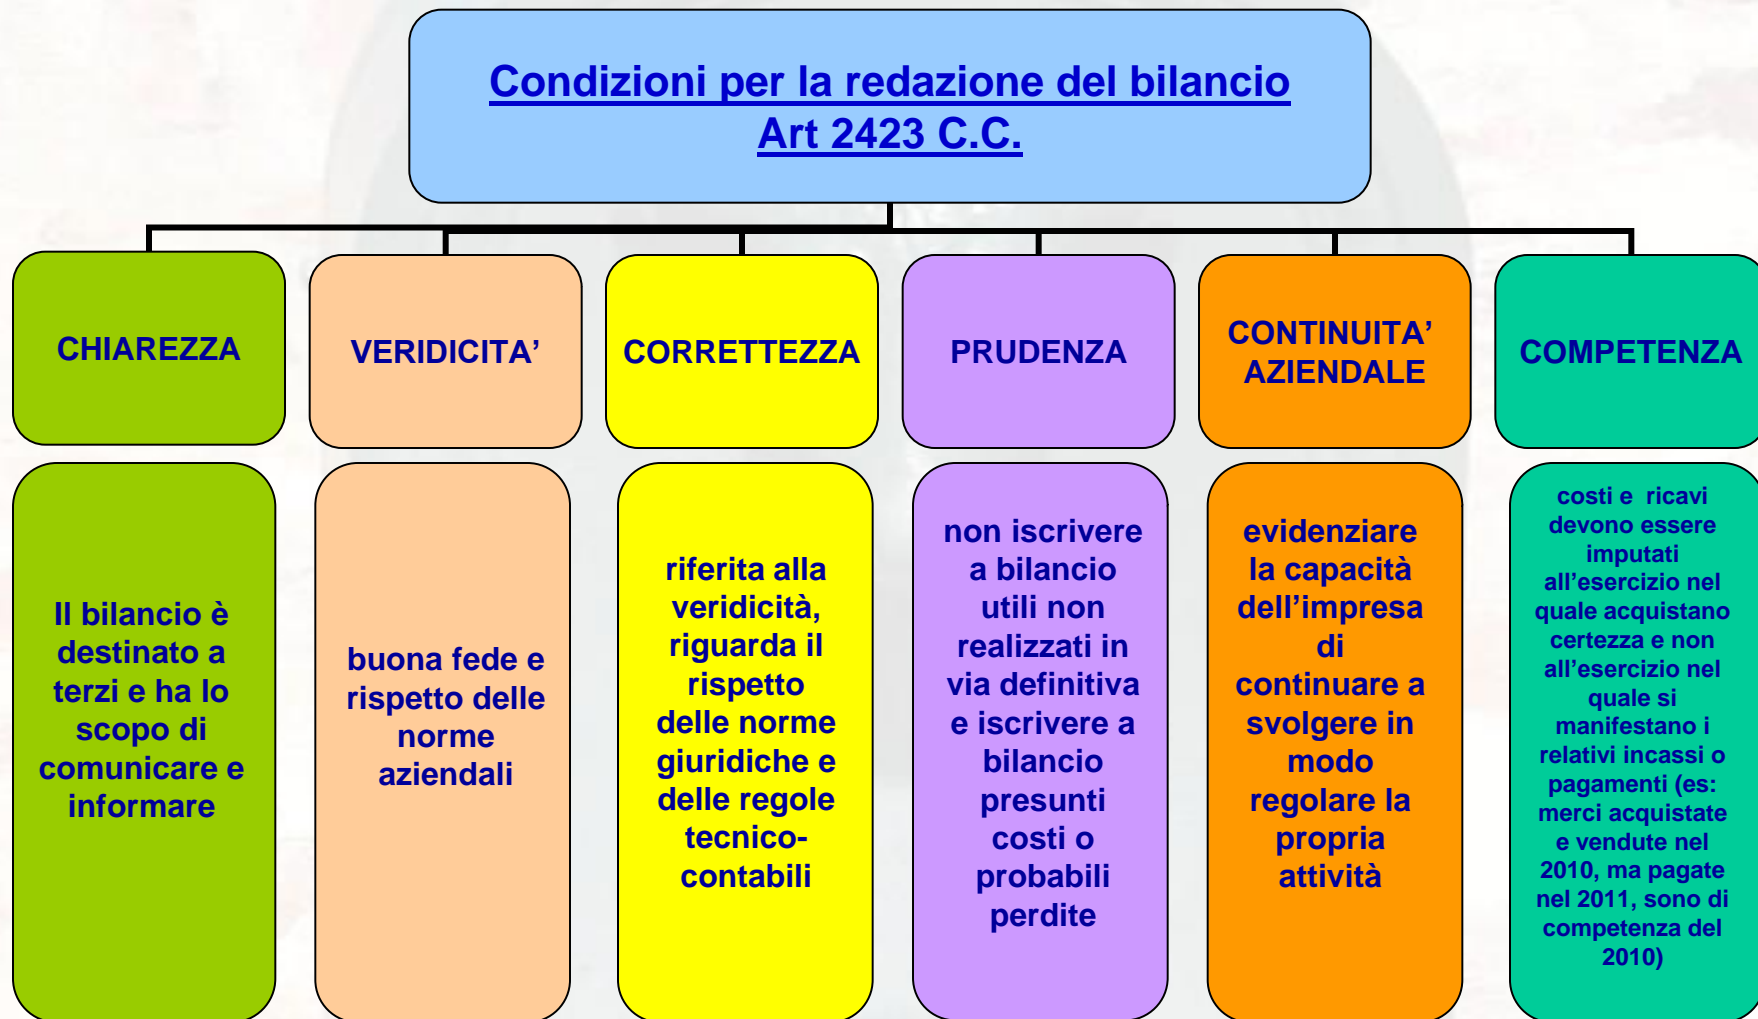 Condizioni per la redazione del bilancio
Art 2423 C.C.
CHIAREZZA
VERIDICITA’
CORRETTEZZA
PRUDENZA
CONTINUITA’
AZIENDALE
COMPETENZA
Il bilancio è
destinato a
terzi e ha lo
scopo di
comunicare e
informare
buona fede e
rispetto delle
norme
aziendali
riferita alla
veridicità,
riguarda il
rispetto
delle norme
giuridiche e
delle regole
tecnico-
contabili
non iscrivere
a bilancio
utili non
realizzati in
via definitiva
e iscrivere a
bilancio
presunti
costi o
probabili
perdite
evidenziare
la capacità
dell’impresa
di
continuare a
svolgere in
modo
regolare la
propria
attività
costi e ricavi
devono essere
imputati
all’esercizio nel
quale acquistano
certezza e non
all’esercizio nel
quale si
manifestano i
relativi incassi o
pagamenti (es:
merci acquistate
e vendute nel
2010, ma pagate
nel 2011, sono di
competenza del
2010)